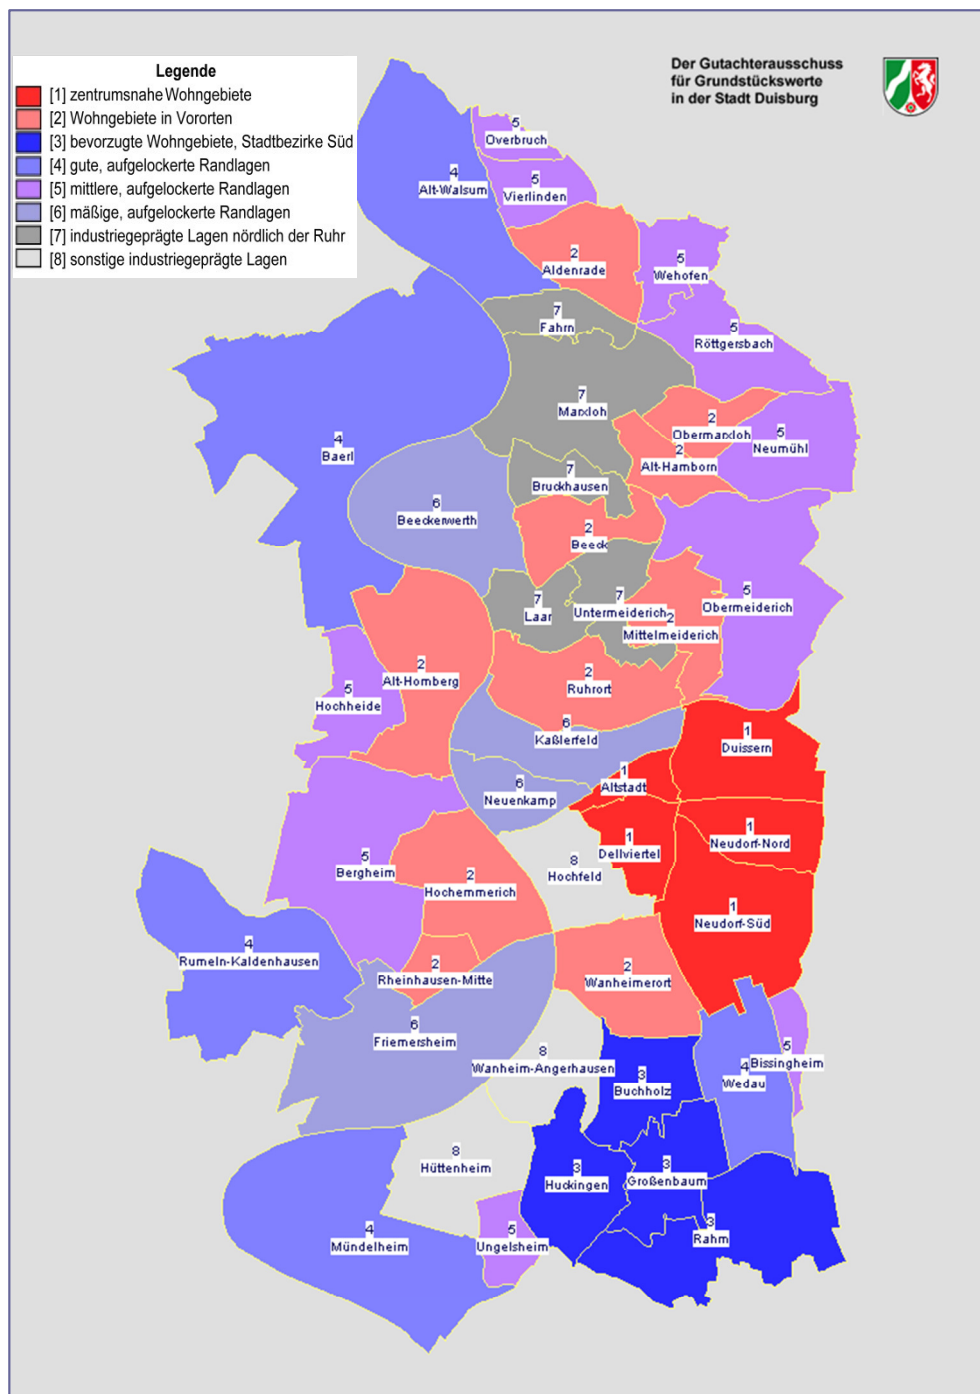 Legende
[1] zentrumsnahe Wohngebiete
[2] Wohngebiete in Vororten
[3] bevorzugte Wohngebiete, Stadtbezirke Süd
[4] gute, aufgelockerte Randlagen
[5] mittlere, aufgelockerte Randlagen
[6] mäßige, aufgelockerte Randlagen
[7] industriegeprägte Lagen nördlich der Ruhr
[8] sonstige industriegeprägte Lagen
Der Gutachterausschuss
für Grundstückswerte
in der Stadt Duisburg
5
Overbruch
4
Alt-Walsum
5
Vierlinden
2
Aldenrade
5
Wehofen
7
Fahrn
5
Röttgersbach
7
Marxloh
2
Obermarxloh
5
Neumühl
4
Baerl
2
Alt-Hamborn
7
Bruckhausen
6
Beeckerwerth
2
Beeck
7
Laar
7
Untermeiderich
5
Obermeiderich
2
Mittelmeiderich
2
Alt-Homberg
2
Ruhrort
5
Hochheide
6
Kaßlerfeld
1
Duissern
1
Altstadt
6
Neuenkamp
1
Neudorf-Nord
1
Dellviertel
5
Bergheim
8
Hochfeld
2
Hochemmerich
1
Neudorf-Süd
4
Rumeln-Kaldenhausen
2
Rheinhausen-Mitte
2
Wanheimerort
6
Friemersheim
8
Wanheim-Angerhausen
5
Bissingheim
4
Wedau
3
Buchholz
8
Hüttenheim
3
Huckingen
3
Großenbaum
4
Mündelheim
5
Ungelsheim
3
Rahm